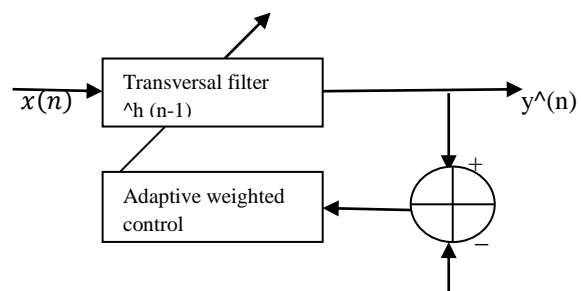 Transversal filter
^h (n-1)
x(n)
y^(n)
+
Adaptive weighted
control
−